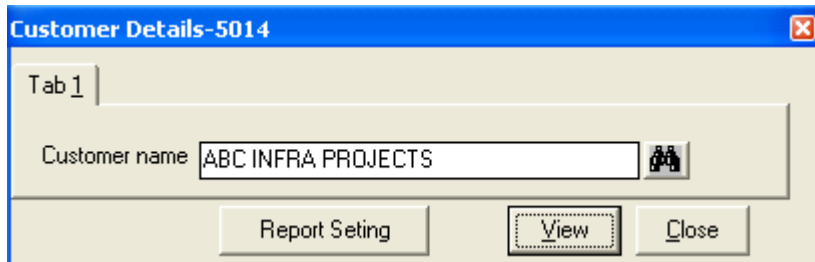 Customer Details-5014
Tab 1
Customer name ABC INFRA PROJECTS
Report Seting View Close